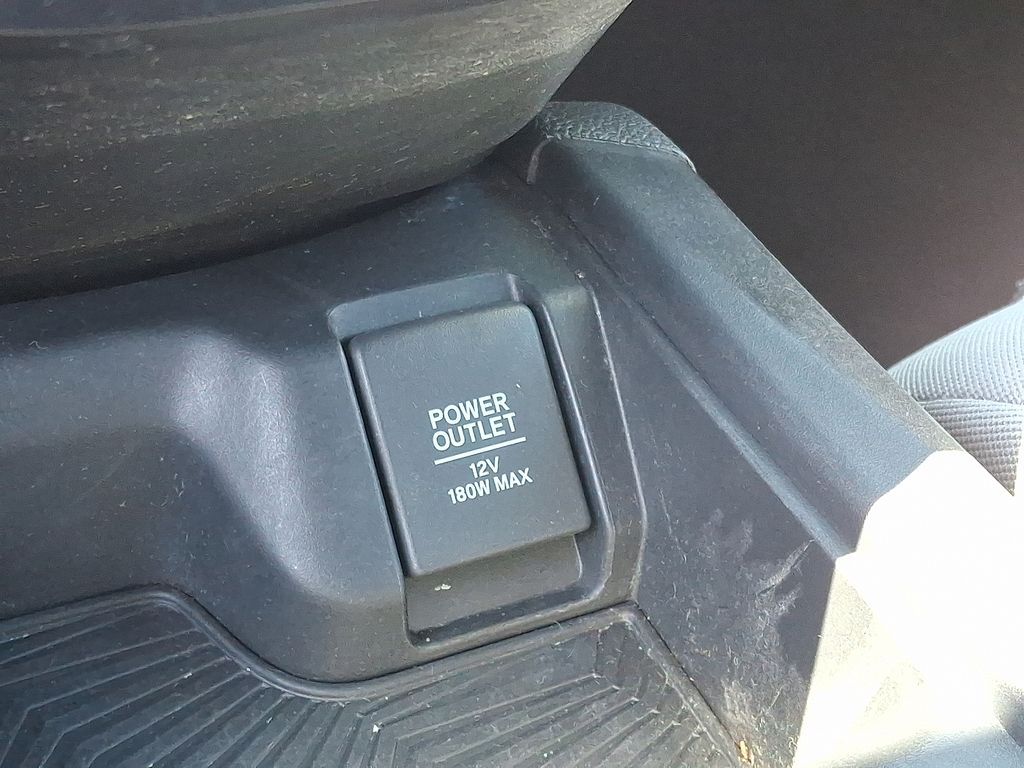 POWER
OUTLET
12V
180W MAX